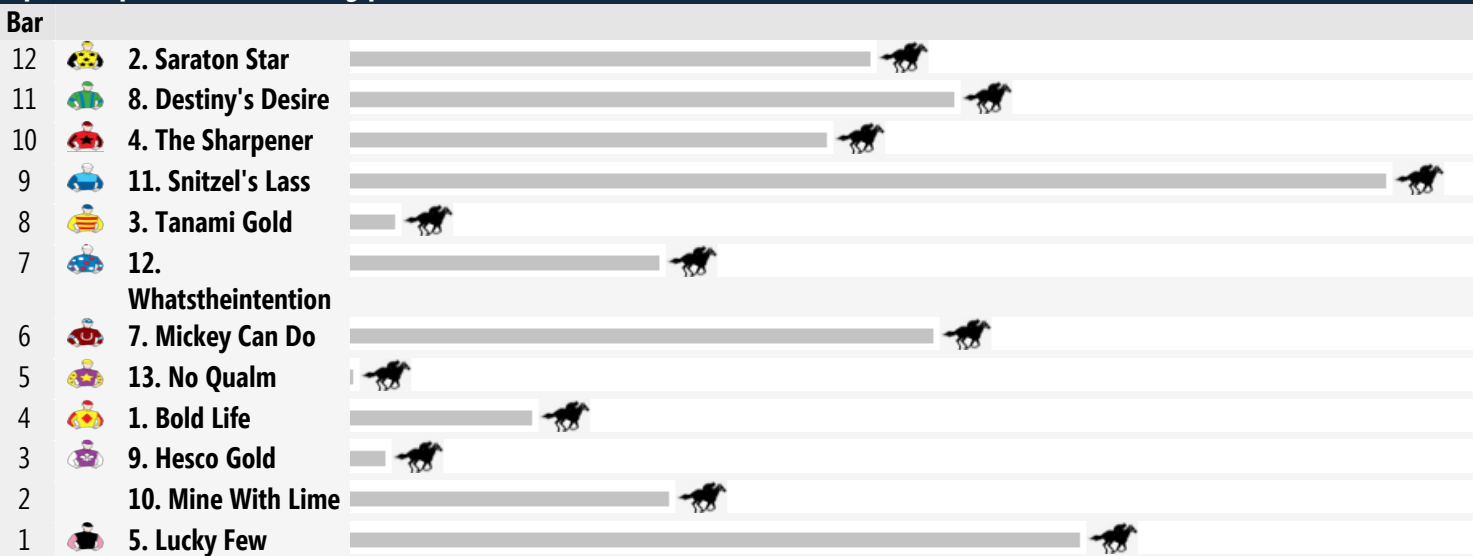 Bar
12 2. Saraton Star
11 8. Destiny's Desire
10 4. The Sharpener
9 11. Snitzel's Lass
8 3. Tanami Gold
7 12.
Whatstheintention
6 7. Mickey Can Do
5 13. No Qualm
4 1. Bold Life
3 9. Hesco Gold
2 10. Mine With Lime
1 5. Lucky Few